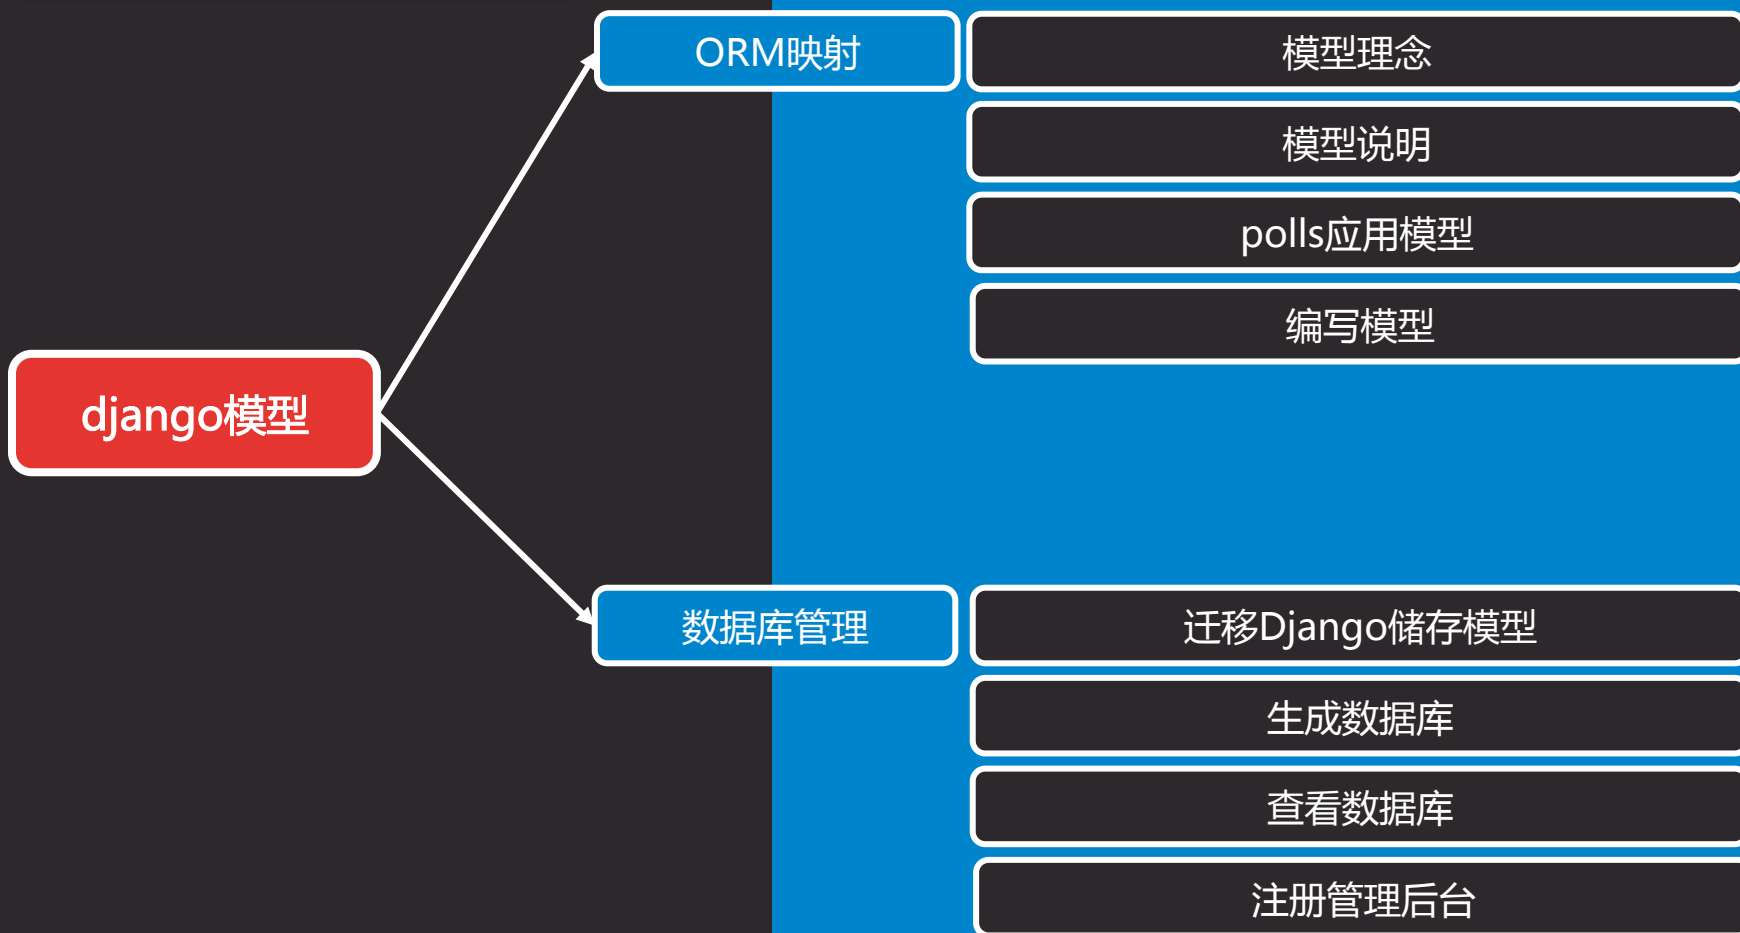 ORM映射
模型理念
模型说明
polls应用模型
编写模型
django模型
数据库管理
迁移Django储存模型
生成数据库
查看数据库
注册管理后台